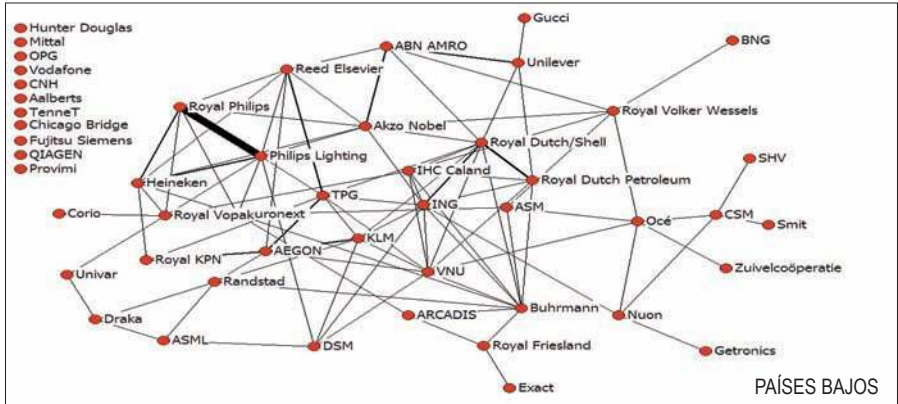 Hunter Douglas
Mittal
OPG
Vodafone
CNH
Aalberts
TenneT
Chicago Bridge
Fujitsu Siemens
QIAGEN
Provimi
Gucci
BNG
ABN AMRO
Unilever
Reed Elsevier
Royal Philips
Royal Volker Wessels
Akzo Nobel
Royal Dutch/Shell
Philips Lighting
SHV
IHC Caland
Heineken
Royal Dutch Petroleum
TPG
ING
ASM
Corio
Royal Vopakuronext
Océ
CSM
Smit
KLM
AEGON
Royal KPN
Univar
VNU
Zuivelcoöperatie
Randstad
Buhrmann
Draka
ARCADIS
Nuon
ASML
DSM
Royal Friesland
Getronics
Exact
PAÍSES BAJOS